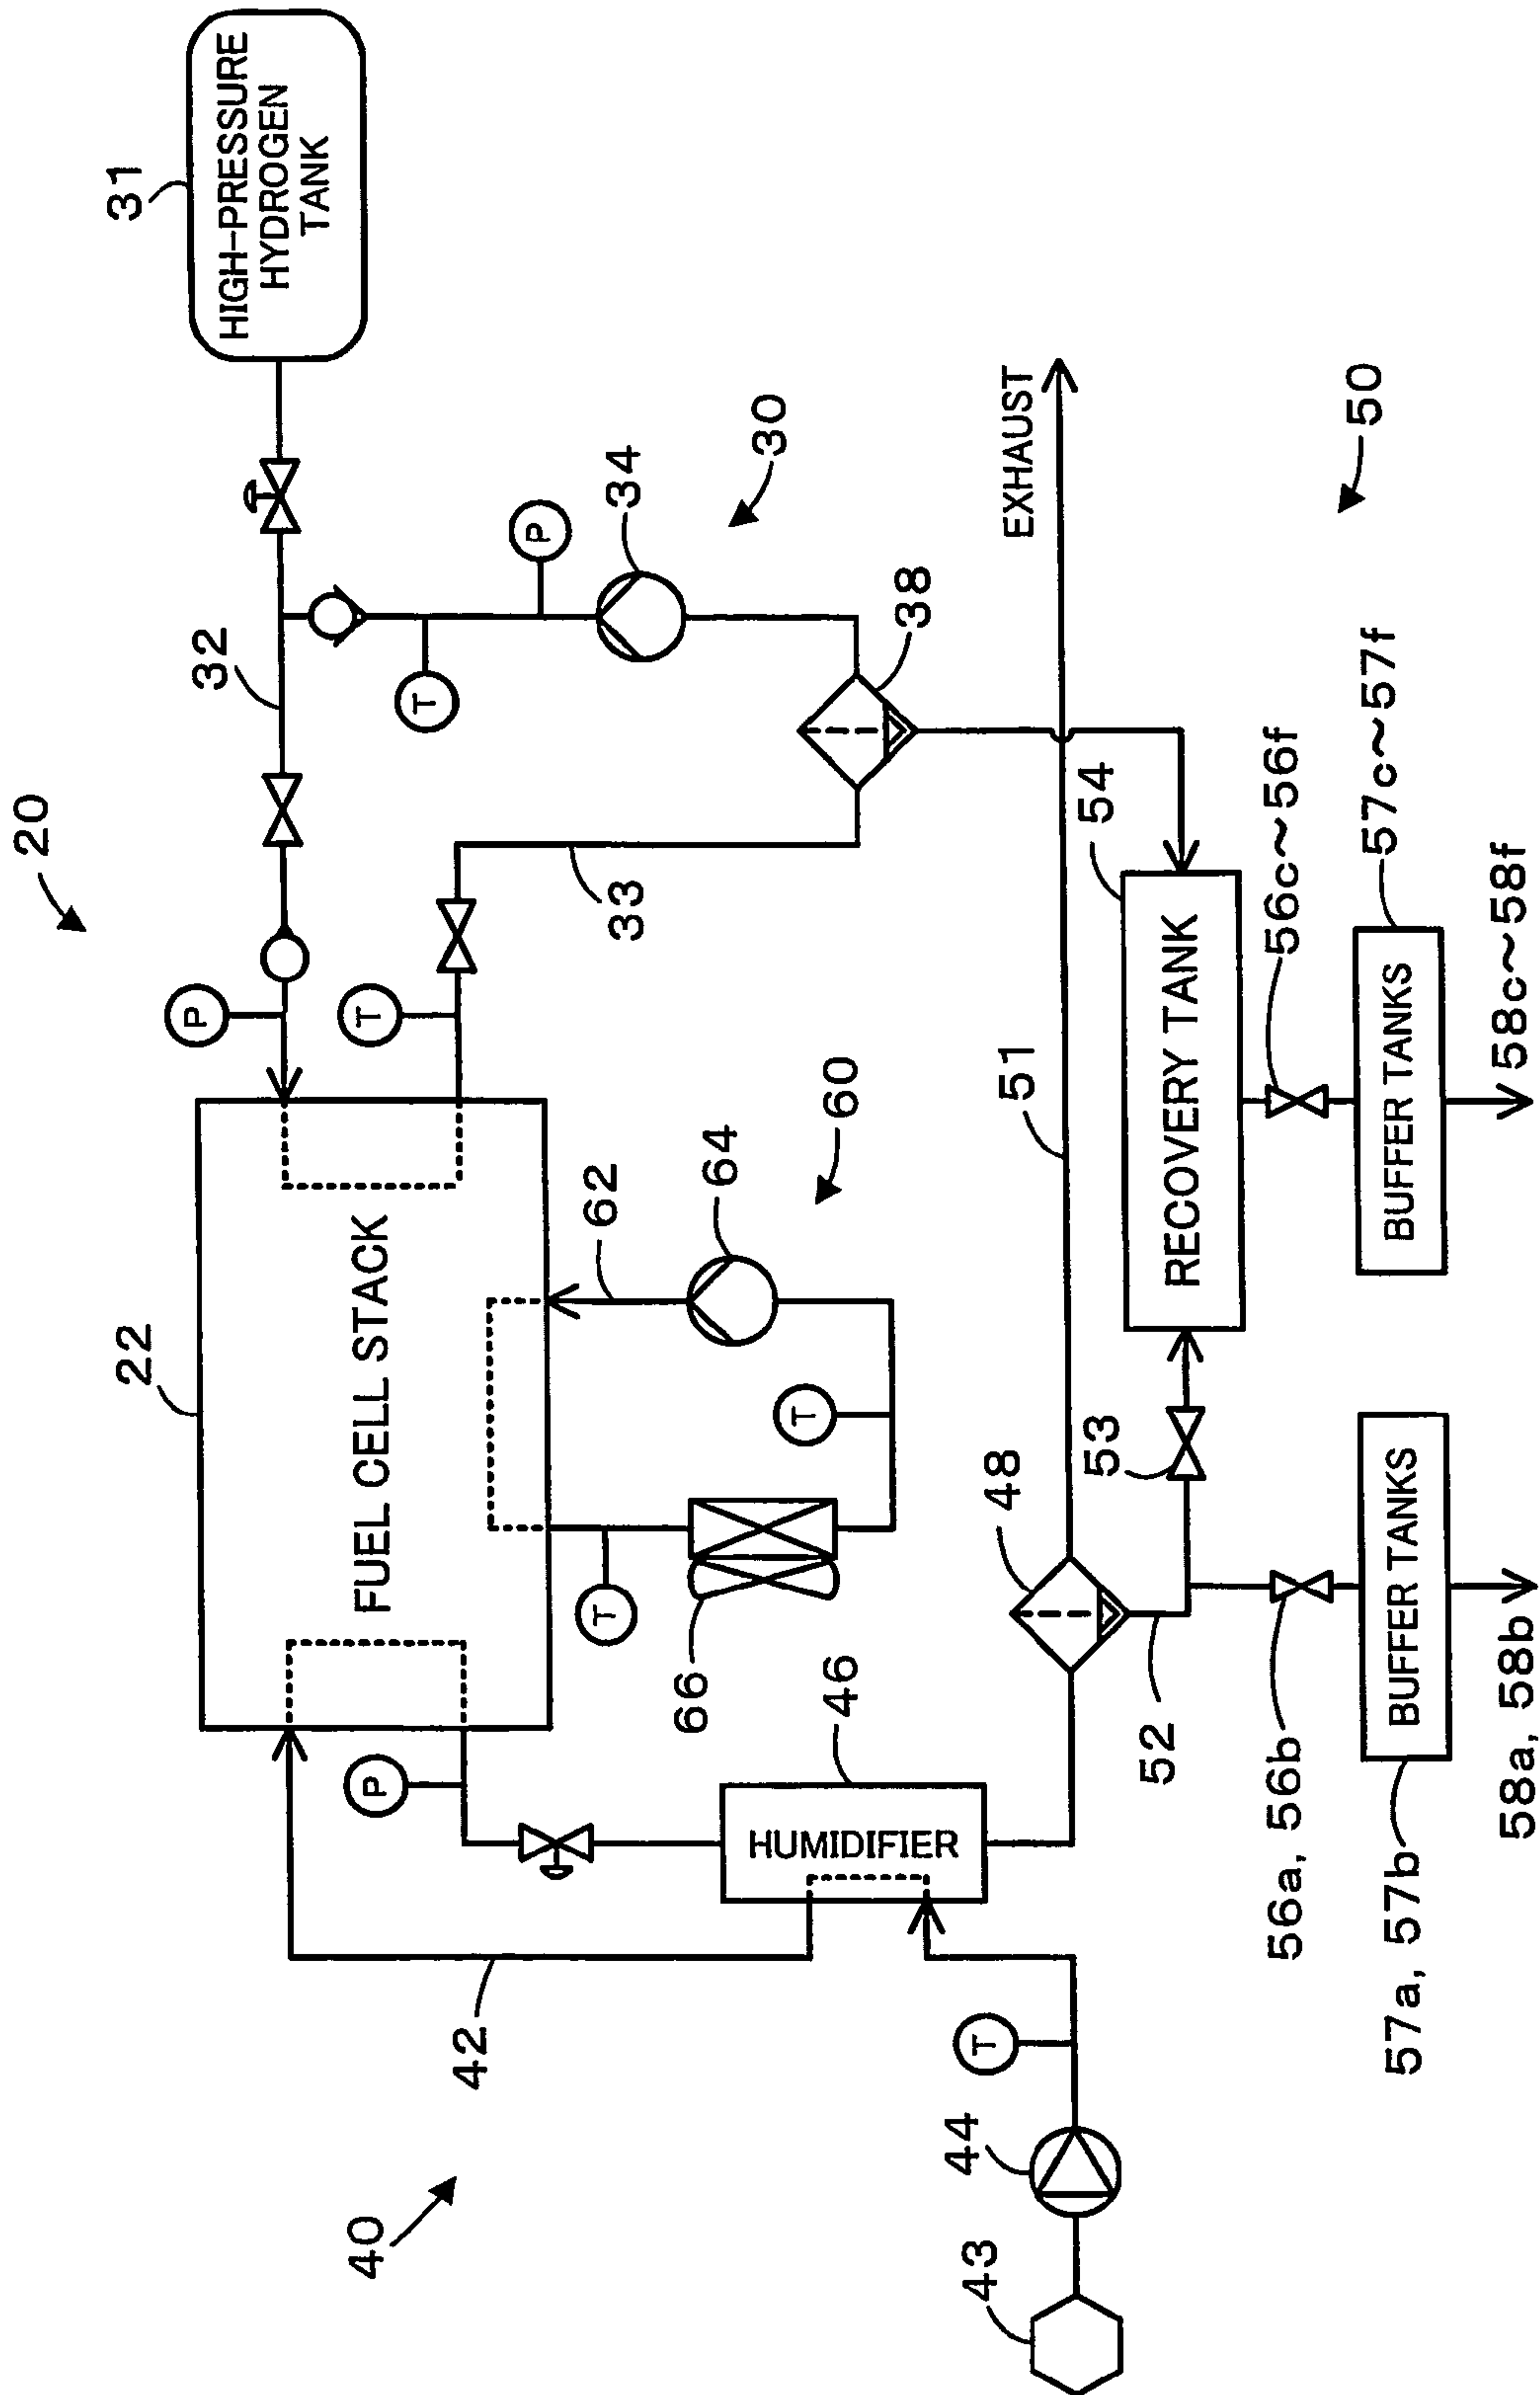 20
31
HIGH-PRESSURE
HYDROGEN
TANK
32
22
P
T
30
34
P
T
FUEL CELL STACK
33
38
EXHAUST
62
60
64
T
T
66
P
42
46
HUMIDIFIER
40
48
51
54
50
RECOVERY TANK
53
52
T
44
43
56a, 56b
56c~56f
57a, 57b
BUFFER TANKS
57c~57f
BUFFER TANKS
58a, 58b
58c~58f